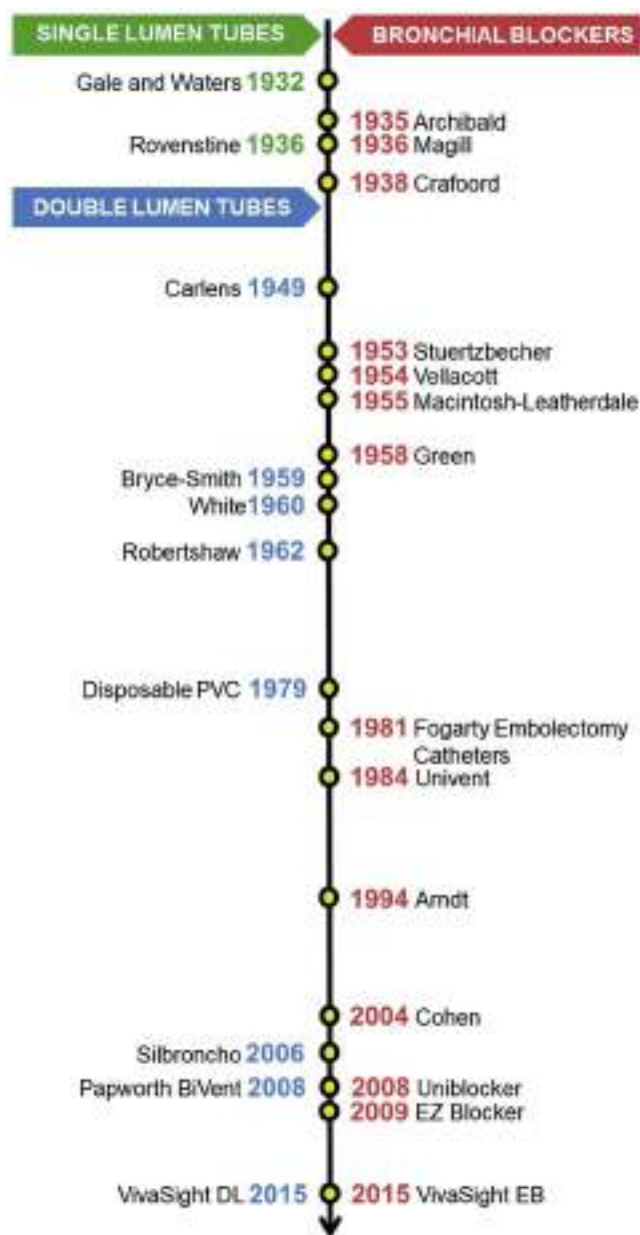 SINGLE LUMEN TUBES
BRONCHIAL BLOCKERS
Gale and Waters 1932
1935 Archibald
Rovenstine 1936
1936 Magill
1938 Crafoord
DOUBLE LUMEN TUBES
Carlens 1949
1953 Stuertzbecher
1954 Vellacott
1955 Macintosh-Leatherdale
1958 Green
Bryce-Smith 1959
White 1960
Robertshaw 1962
Disposable PVC 1979
1981 Fogarty Embolectomy
Catheters
1984 Univent
1994 Arndt
2004 Cohen
Silbroncho 2006
Papworth BiVent 2008
2008 Uniblocker
2009 EZ Blocker
VivaSight DL 2015
2015 VivaSight EB